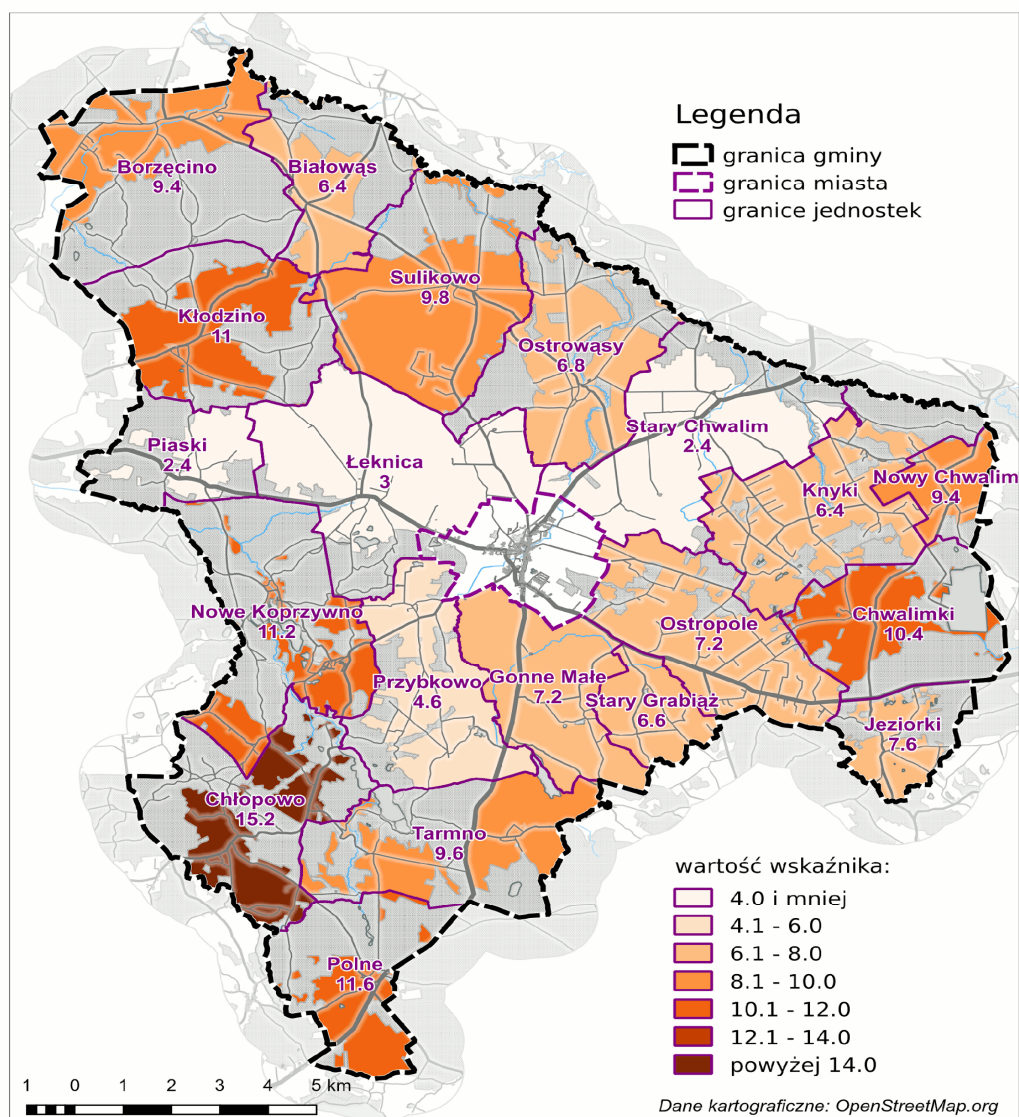 Legenda
granica gminy
granica miasta
granice jednostek
Borzęcino
9.4
Białowąs
6.4
Sulikowo
9.8
Kłodzino
11
Ostrowąsy
6.8
Stary Chwalim
2.4
Piaski
2.4
Łeknica
3
Knyki
6.4
Nowy Chwalim
9.4
Nowe Koprzywno
11.2
Ostropole
7.2
Chwalimki
10.4
Przybkowo
4.6
Gonne Małe
7.2
Stary Grabiąż
6.6
Jeziorki
7.6
Chłopowo
15.2
Tarmno
9.6
Polne
11.6
wartość wskaźnika:
4.0 i mniej
4.1 - 6.0
6.1 - 8.0
8.1 - 10.0
10.1 - 12.0
12.1 - 14.0
powyżej 14.0
1 0 1 2 3 4 5 km
Dane kartograficzne: OpenStreetMap.org